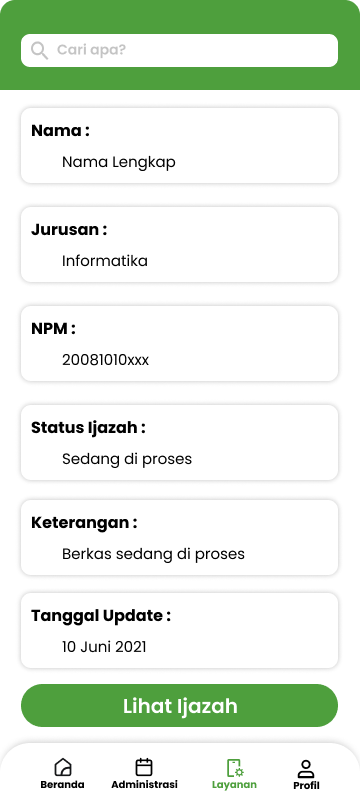 Cari apa?
Nama :
Nama Lengkap
Jurusan :
Informatika
NPM :
20081010xxx
Status Ijazah :
Sedang di proses
Keterangan :
Berkas sedang di proses
Tanggal Update :
10 Juni 2021
Lihat Ijazah
Beranda Administrasi Layanan Profil